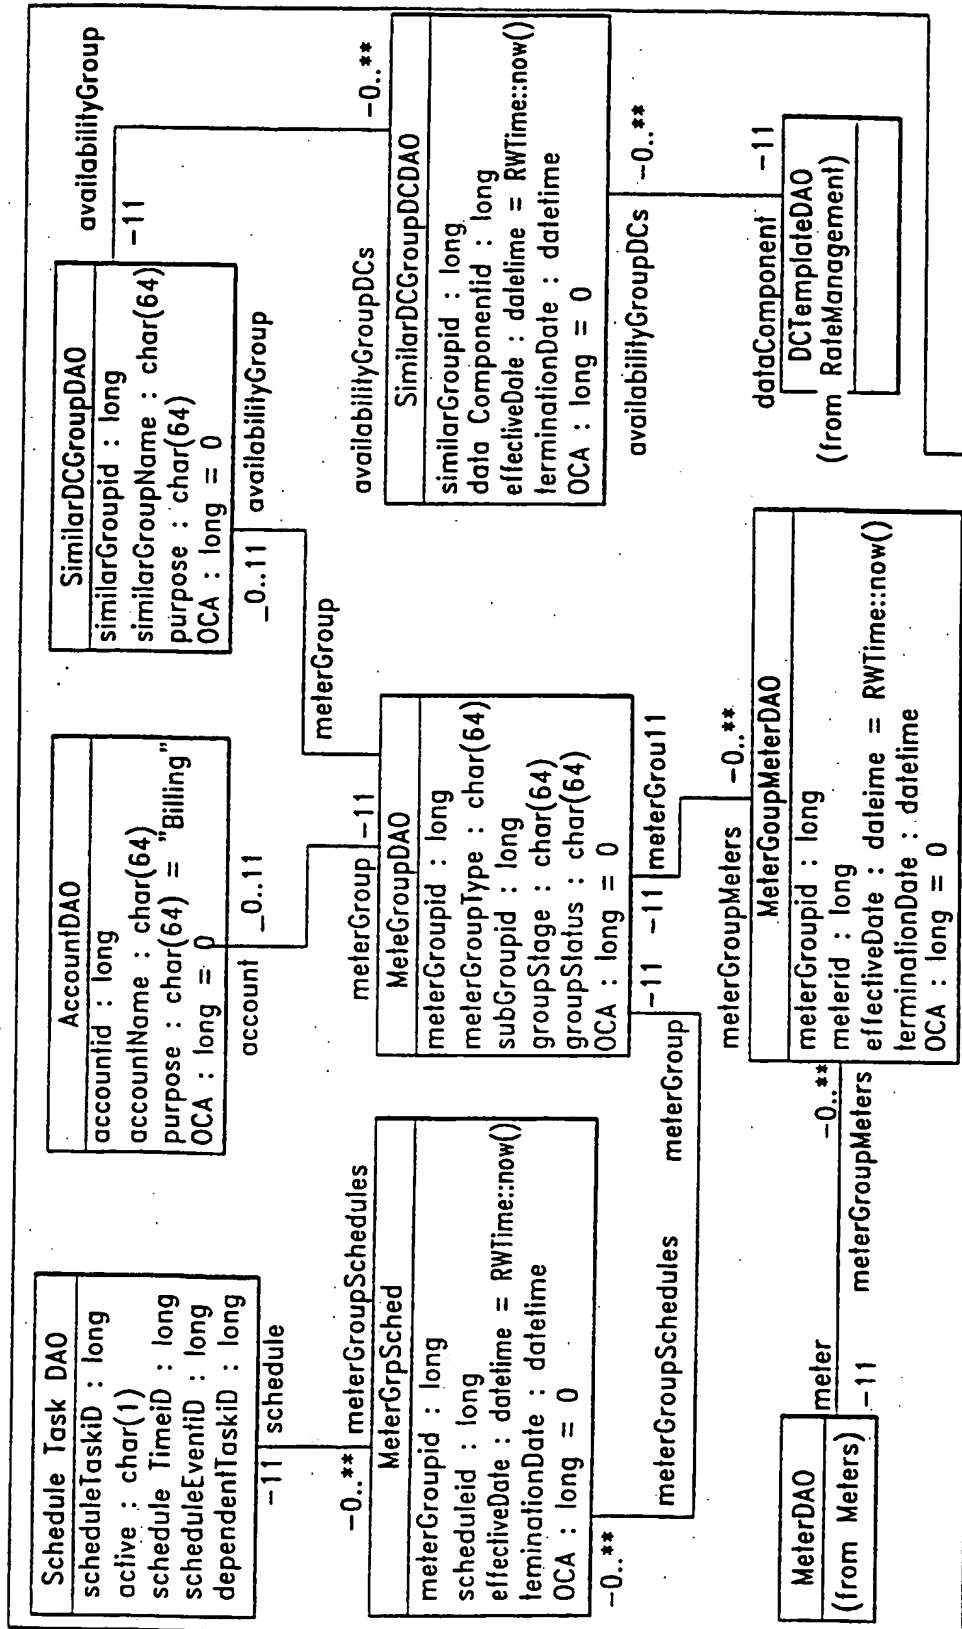 Schedule Task DAO
scheduleTaskiD : long
active : char(1)
schedule TimeiD : long
scheduleEventiD : long
dependentTaskiD : long
-11
schedule
-0..**
meterGroupSchedules
MeterGrpSched
meterGroupid : long
scheduleid : long
effectiveDate : datetime = RWTime::now()
teminationDate : datetime
OCA : long = 0
-0..**
meterGroupSchedules
meterGroup
AccountDAO
accountid : long
accountName : char(64)
purpose : char(64) = "Billing"
OCA : long = 0
account
_0..11
meterGroup
-11
MeteGroupDAO
meterGroupid : long
meterGroupType : char(64)
subGroupid : long
groupStage : char(64)
groupStatus : char(64)
OCA : long = 0
-11
-11
meterGrou11
meterGroupMeters
-0..**
MeterGoupMeterDAO
meterGroupid : long
meterid : long
effectiveDate : dateime = RWTime::now()
terminationDate : datetime
OCA : long = 0
-0..**
meterGroupMeters
meter
-11
MeterDAO
(from Meters)
SimilarDCGroupDAO
similarGroupid : long
similarGroupName : char(64)
purpose : char(64)
OCA : long = 0
_0..11
availabilityGroup
meterGroup
-11
availabilityGroup
availabilityGroupDCs
-0..**
SimilarDCGroupDCDAO
similarGroupid : long
data Componentid : long
effectiveDate : datetime = RWTime::now()
terminationDate : datetime
OCA : long = 0
availabilityGroupDCs
-0..**
dataComponent
-11
DCTemplateDAO
(from RateManagement)